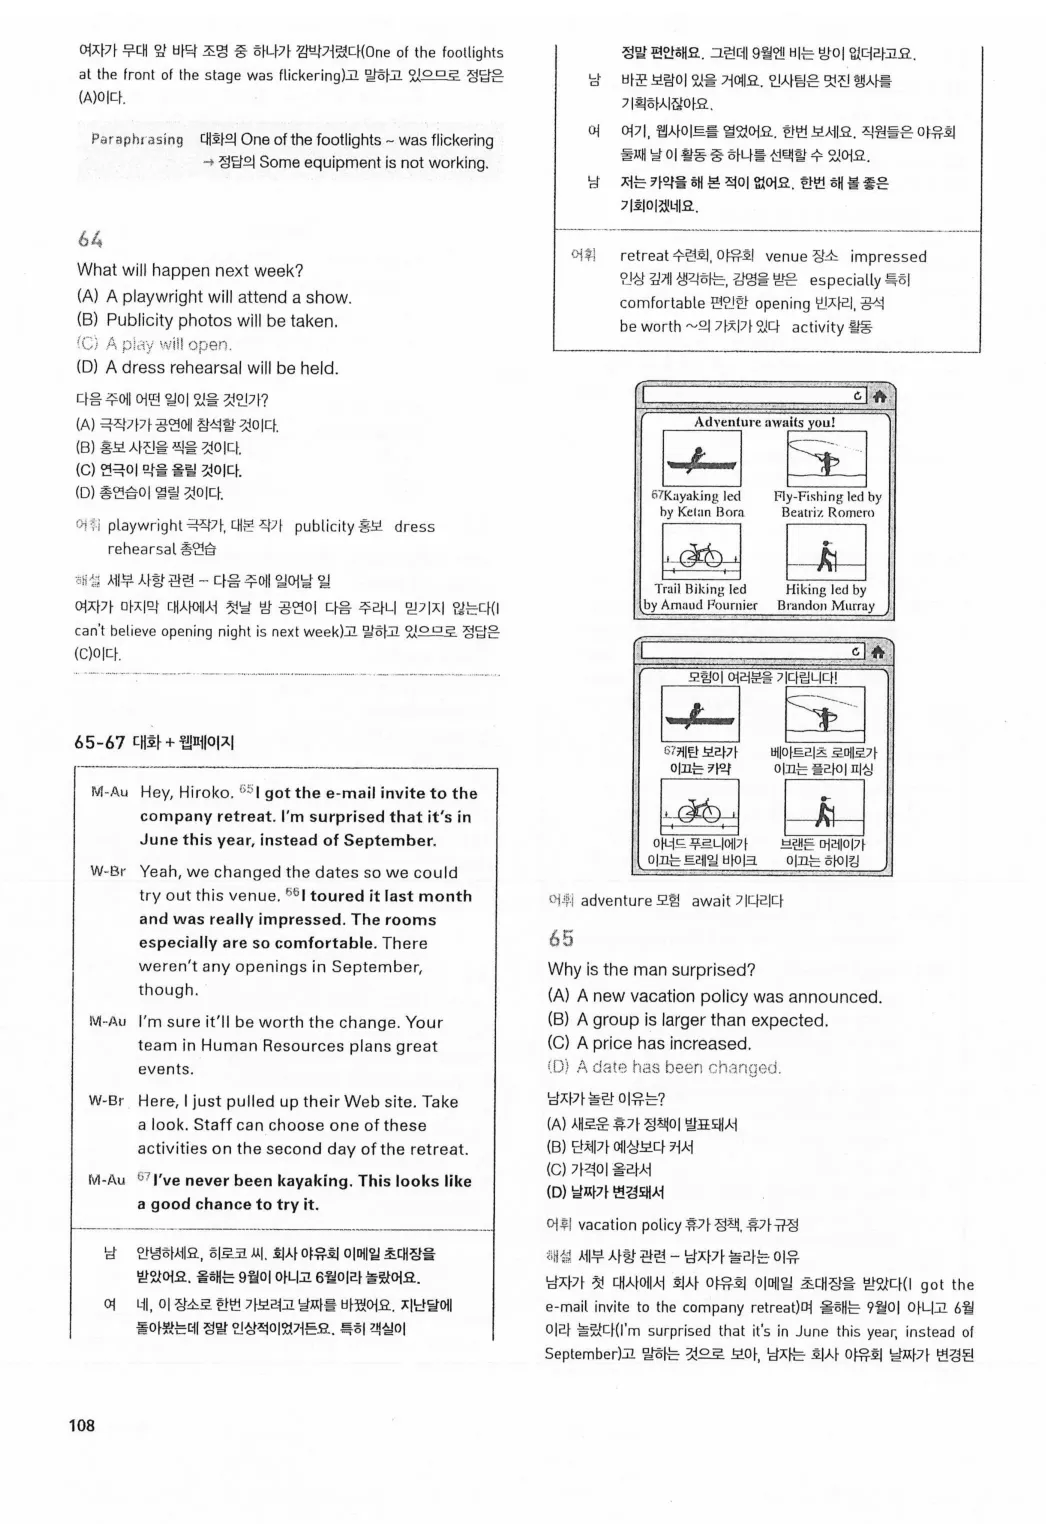 여자가 무대 앞 바닥 조명 중 하나가 깜박거렸다(One of the footlights
at the front of the stage was flickering)고 말하고 있으므로 정답은
(A)이다.
Paraphrasing 대화의 One of the footlights ~ was flickering
→ 정답의 Some equipment is not working.
64
What will happen next week?
(A) A playwright will attend a show.
(B) Publicity photos will be taken.
(C) A play will open.
(D) A dress rehearsal will be held.
다음 주에 어떤 일이 있을 것인가?
(A) 극작가가 공연에 참석할 것이다.
(B) 홍보 사진을 찍을 것이다.
(C) 연극이 막을 올릴 것이다.
(D) 총연습이 열릴 것이다.
어휘 playwright 극작가, 대본 작가 publicity 홍보 dress
rehearsal 총연습
해설 세부 사항 관련 – 다음 주에 일어날 일
여자가 마지막 대사에서 첫날 밤 공연이 다음 주라니 믿기지 않는다(I
can't believe opening night is next week)고 말하고 있으므로 정답은
(C)이다.
65-67 대화 + 웹페이지
M-Au Hey, Hiroko. 65I got the e-mail invite to the
company retreat. I'm surprised that it's in
June this year, instead of September.
W-Br Yeah, we changed the dates so we could
try out this venue. 66I toured it last month
and was really impressed. The rooms
especially are so comfortable. There
weren't any openings in September,
though.
M-Au I'm sure it'll be worth the change. Your
team in Human Resources plans great
events.
W-Br Here, I just pulled up their Web site. Take
a look. Staff can choose one of these
activities on the second day of the retreat.
M-Au 67I've never been kayaking. This looks like
a good chance to try it.
남 안녕하세요, 히로코 씨. 회사 야유회 이메일 초대장을
받았어요. 올해는 9월이 아니고 6월이라 놀랐어요.
여 네, 이 장소로 한번 가보려고 날짜를 바꿨어요. 지난달에
돌아봤는데 정말 인상적이었거든요. 특히 객실이
108
정말 편안해요. 그런데 9월엔 비는 방이 없더라고요.
남 바꾼 보람이 있을 거예요. 인사팀은 멋진 행사를
기획하시잖아요.
여 여기, 웹사이트를 열었어요. 한번 보세요. 직원들은 야유회
둘째 날 이 활동 중 하나를 선택할 수 있어요.
남 저는 카약을 해 본 적이 없어요. 한번 해 볼 좋은
기회이겠네요.
어휘 retreat 수련회, 야유회 venue 장소 impressed
인상 깊게 생각하는, 감명을 받은 especially 특히
comfortable 편안한 opening 빈자리, 공석
be worth ~의 가치가 있다 activity 활동
Adventure awaits you!
67Kayaking led Fly-Fishing led by
by Ketan Bora Beatriz Romero
Trail Biking led Hiking led by
by Arnaud Fournier Brandon Murray
모험이 여러분을 기다립니다!
67케탄 보라가 베아트리츠 로메로가
이끄는 카약 이끄는 플라이 피싱
아너드 푸르니에가 브랜든 머레이가
이끄는 트레일 바이크 이끄는 하이킹
어휘 adventure 모험 await 기다리다
65
Why is the man surprised?
(A) A new vacation policy was announced.
(B) A group is larger than expected.
(C) A price has increased.
(D) A date has been changed.
남자가 놀란 이유는?
(A) 새로운 휴가 정책이 발표돼서
(B) 단체가 예상보다 커서
(C) 가격이 올라서
(D) 날짜가 변경돼서
어휘 vacation policy 휴가 정책, 휴가 규정
해설 세부 사항 관련 – 남자가 놀라는 이유
남자가 첫 대사에서 회사 야유회 이메일 초대장을 받았다(I got the
e-mail invite to the company retreat)며 올해는 9월이 아니고 6월
이라 놀랐다(I'm surprised that it's in June this year, instead of
September)고 말하는 것으로 보아, 남자는 회사 야유회 날짜가 변경된